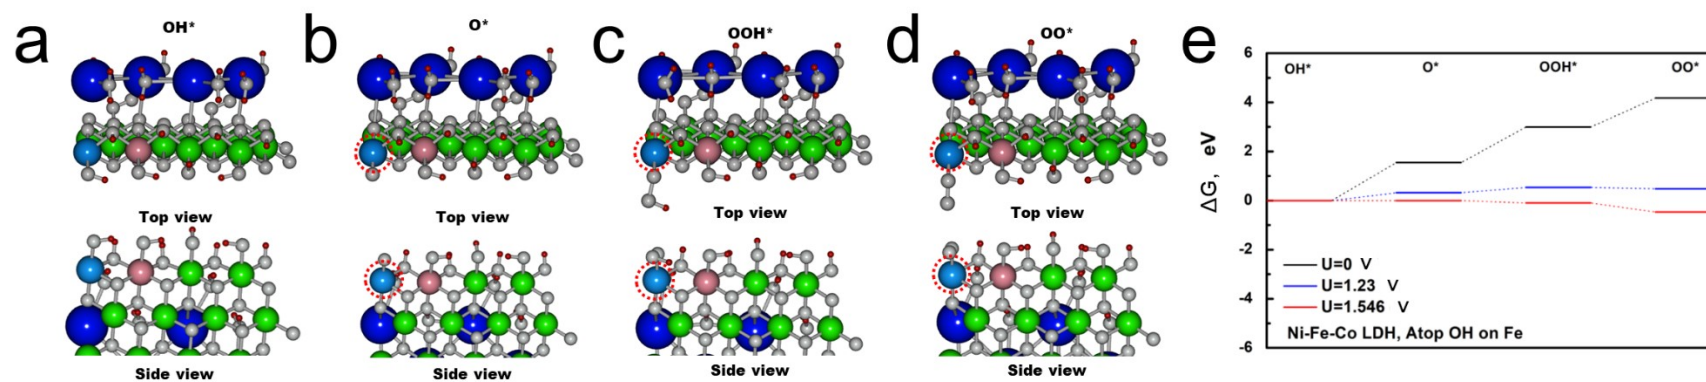 a
OH*
Top view
Side view
b
O*
Top view
Side view
c
OOH*
Top view
Side view
d
OO*
Top view
Side view
e
6
4
2
0
-2
-4
-6
ΔG, eV
OH*
O*
OOH*
OO*
U=0 V
U=1.23 V
U=1.546 V
Ni-Fe-Co LDH, Atop OH on Fe